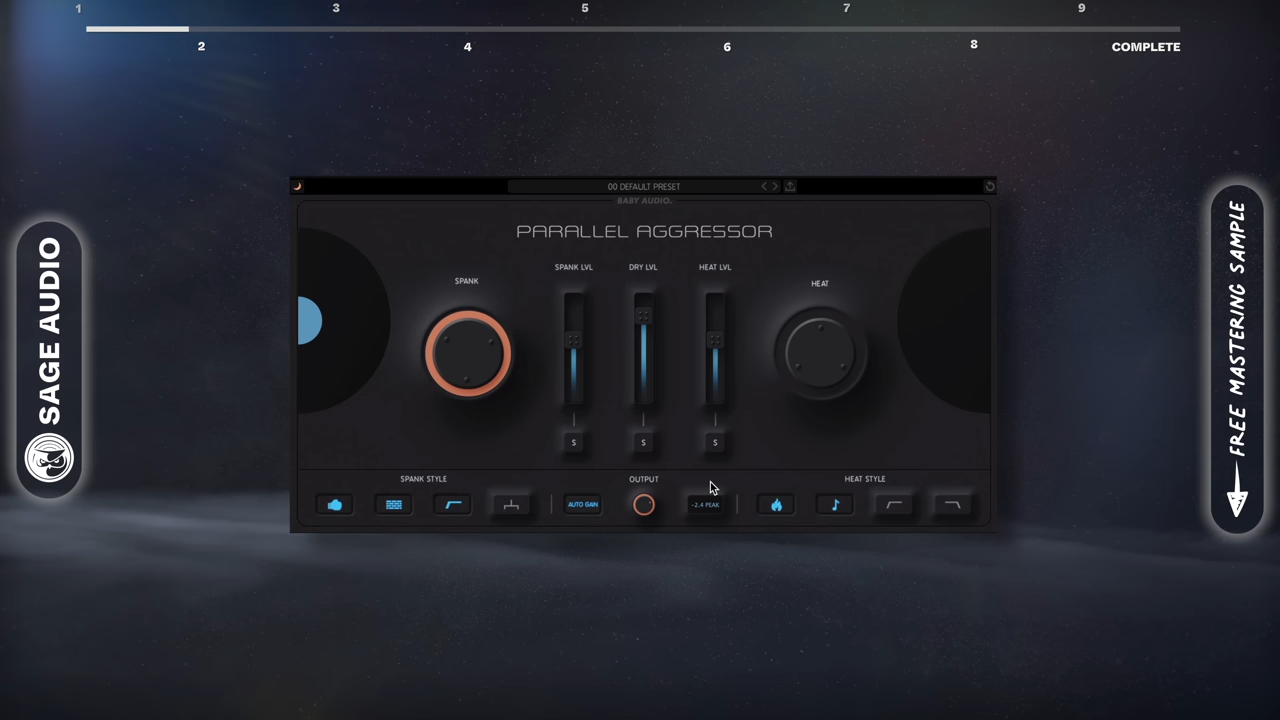 1 3 5 7 9
2 4 6 8 COMPLETE
00 DEFAULT PRESET
BABY AUDIO.
PARALLEL AGGRESSOR
SPANK LVL DRY LVL HEAT LVL
SPANK HEAT
S S S
SPANK STYLE OUTPUT HEAT STYLE
AUTO GAIN -2.4 PEAK
SAGE AUDIO
FREE MASTERING SAMPLE